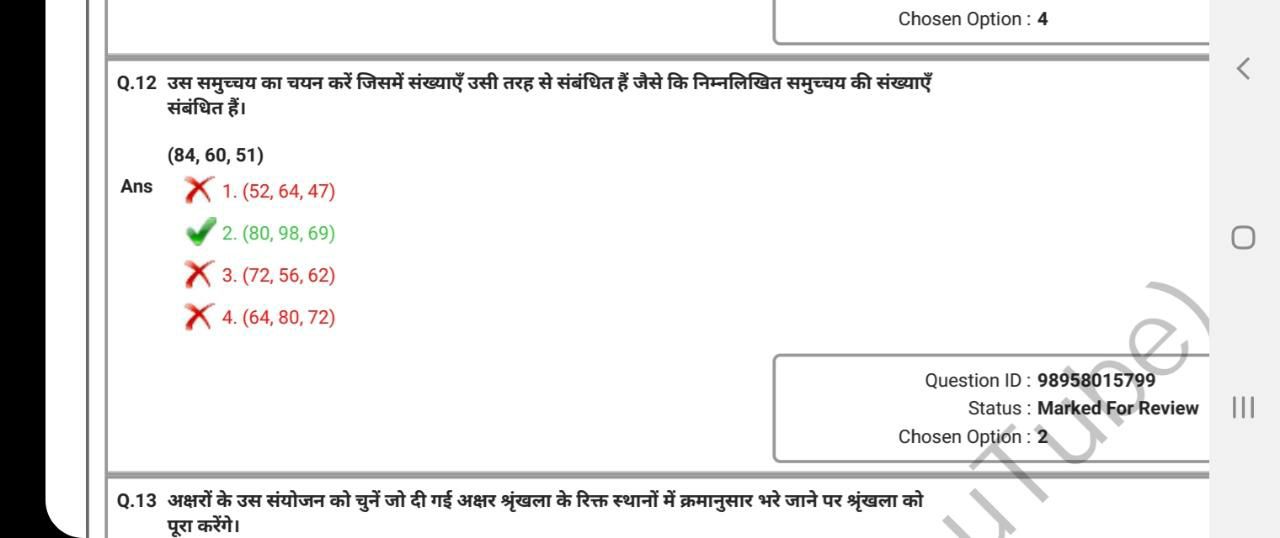 Chosen Option : 4
Q.12 उस समुच्चय का चयन करें जिसमें संख्याएँ उसी तरह से संबंधित हैं जैसे कि निम्नलिखित समुच्चय की संख्याएँ
संबंधित हैं।
(84, 60, 51)
Ans 1. (52, 64, 47)
2. (80, 98, 69)
3. (72, 56, 62)
4. (64, 80, 72)
Question ID : 98958015799
Status : Marked For Review
Chosen Option : 2
Q.13 अक्षरों के उस संयोजन को चुनें जो दी गई अक्षर श्रृंखला के रिक्त स्थानों में क्रमानुसार भरे जाने पर श्रृंखला को
पूरा करेंगे।
uTube)